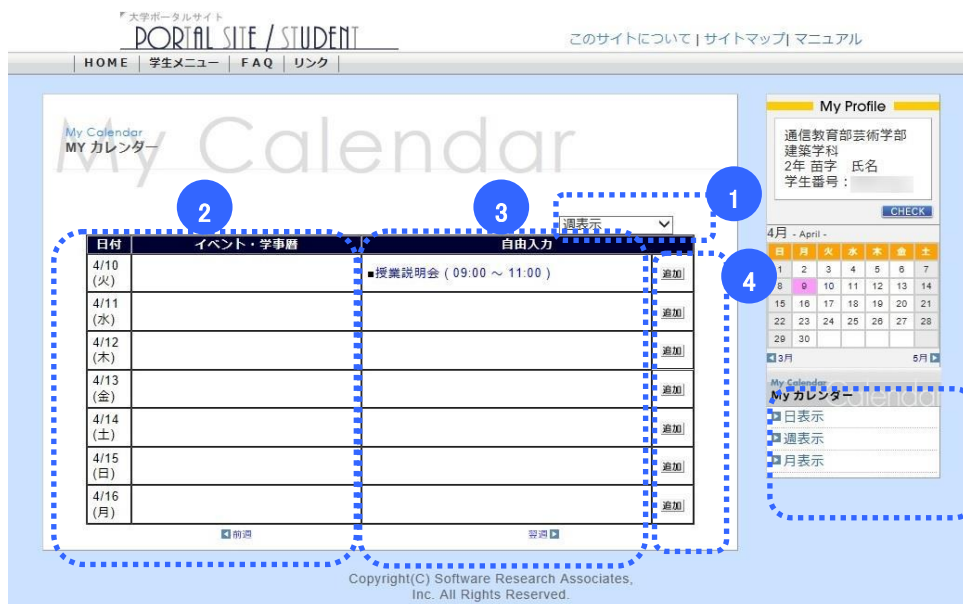 大学ポータルサイト
PORTAL SITE / STUDENT
このサイトについて | サイトマップ| マニュアル
HOME | 学生メニュー | FAQ | リンク |
My Calendar
My Calendar
MY カレンダー
1
2
3
4
週表示
日付 イベント・学事暦 自由入力
4/10
(火)
■授業説明会 ( 09:00 ～ 11:00 )
追加
4/11
(水)
追加
4/12
(木)
追加
4/13
(金)
追加
4/14
(土)
追加
4/15
(日)
追加
4/16
(月)
追加
前週 翌週
My Profile
通信教育部芸術学部
建築学科
2年 苗字 氏名
学生番号：
CHECK
4月 - April -
日 月 火 水 木 金 土
1 2 3 4 5 6 7
8 9 10 11 12 13 14
15 16 17 18 19 20 21
22 23 24 25 26 27 28
29 30
3月 5月
My Calendar
My カレンダー
日表示
週表示
月表示
Copyright(C) Software Research Associates,
Inc. All Rights Reserved.